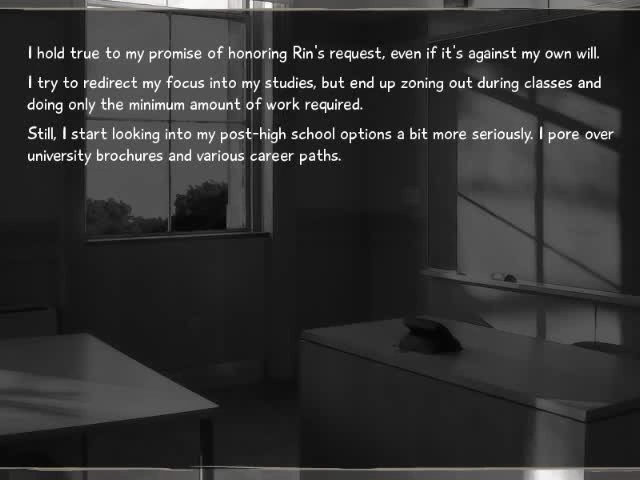 I hold true to my promise of honoring Rin's request, even if it's against my own will.
I try to redirect my focus into my studies, but end up zoning out during classes and
doing only the minimum amount of work required.
Still, I start looking into my post-high school options a bit more seriously. I pore over
university brochures and various career paths.